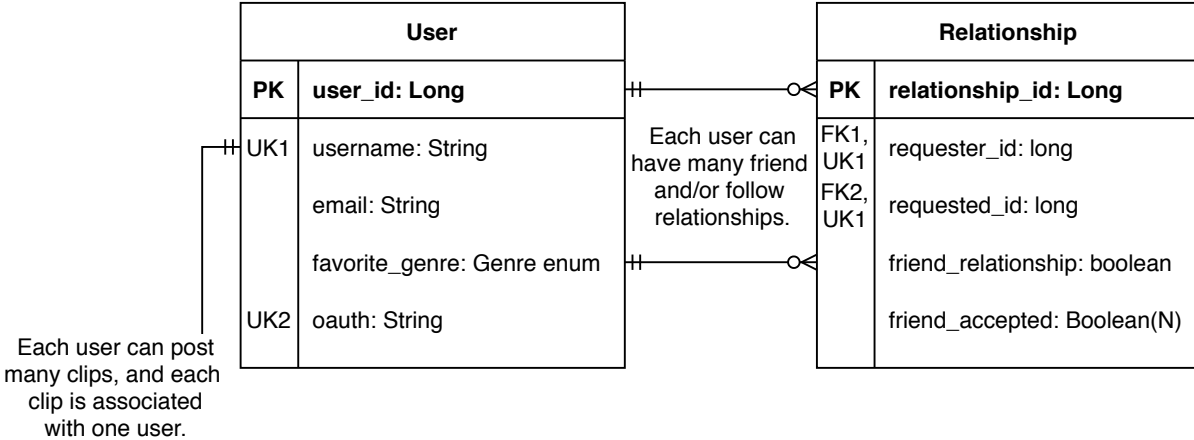 User
PK
user_id: Long
UK1
username: String
email: String
favorite_genre: Genre enum
UK2
oauth: String
Each user can post
many clips, and each
clip is associated
with one user.
Each user can
have many friend
and/or follow
relationships.
Relationship
PK
relationship_id: Long
FK1,
UK1
requester_id: long
FK2,
UK1
requested_id: long
friend_relationship: boolean
friend_accepted: Boolean(N)